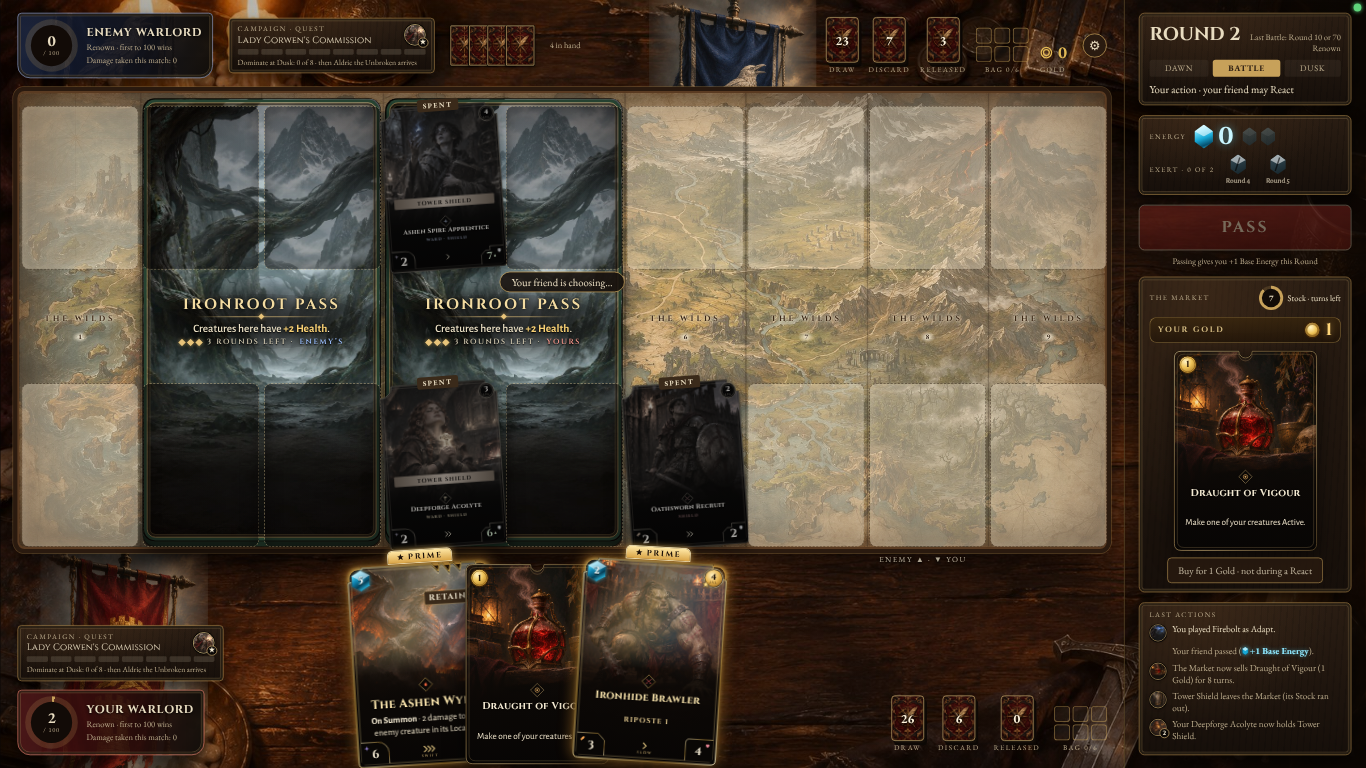 0
/ 100
ENEMY WARLORD
Renown · first to 100 wins
Damage taken this match: 0
CAMPAIGN · QUEST
LADY CORWEN'S COMMISSION
Dominate at Dusk: 0 of 8 · then Aldric the Unbroken arrives
4 in hand
23
DRAW
7
DISCARD
3
RELEASED
BAG 0/6
0
GOLD
ROUND 2
Last Battle: Round 10 or 70 Renown
DAWN
BATTLE
DUSK
Your action · your friend may React
ENERGY
0
EXERT · 0 OF 2
Round 4
Round 5
PASS
Passing gives you +1 Base Energy this Round
THE MARKET
7
Stock · turns left
YOUR GOLD
1
1
DRAUGHT OF VIGOUR
Make one of your creatures Active.
Buy for 1 Gold · not during a React
LAST ACTIONS
You played Firebolt as Adapt.
Your friend passed (+1 Base Energy).
The Market now sells Draught of Vigour (1
Gold) for 8 turns.
Tower Shield leaves the Market (its Stock ran
out).
2
Your Deepforge Acolyte now holds Tower
Shield.
SPENT
4
TOWER SHIELD
ASHEN SPIRE APPRENTICE
2
7
Your friend is choosing...
THE WILDS
1
IRONROOT PASS
Creatures here have +2 Health.
3 ROUNDS LEFT · ENEMY'S
IRONROOT PASS
Creatures here have +2 Health.
3 ROUNDS LEFT · YOURS
THE WILDS
6
THE WILDS
7
THE WILDS
8
THE WILDS
9
SPENT
3
TOWER SHIELD
DEEPFORGE ACOLYTE
2
6
SPENT
2
OATHSWORN RECRUIT
2
2
ENEMY ▲ · ▼ YOU
★ PRIME
RETAIN
THE ASHEN WY
On Summon · 2 damage to
enemy creature in its Loca
6
SWIFT
1
DRAUGHT OF VIGO
Make one of your creatures
★ PRIME
2
4
IRONHIDE BRAWLER
RIPOSTE 1
3
SLOW
4
CAMPAIGN · QUEST
LADY CORWEN'S COMMISSION
Dominate at Dusk: 0 of 8 · then Aldric the Unbroken arrives
2
/ 100
YOUR WARLORD
Renown · first to 100 wins
Damage taken this match: 0
26
DRAW
6
DISCARD
0
RELEASED
BAG 0/6